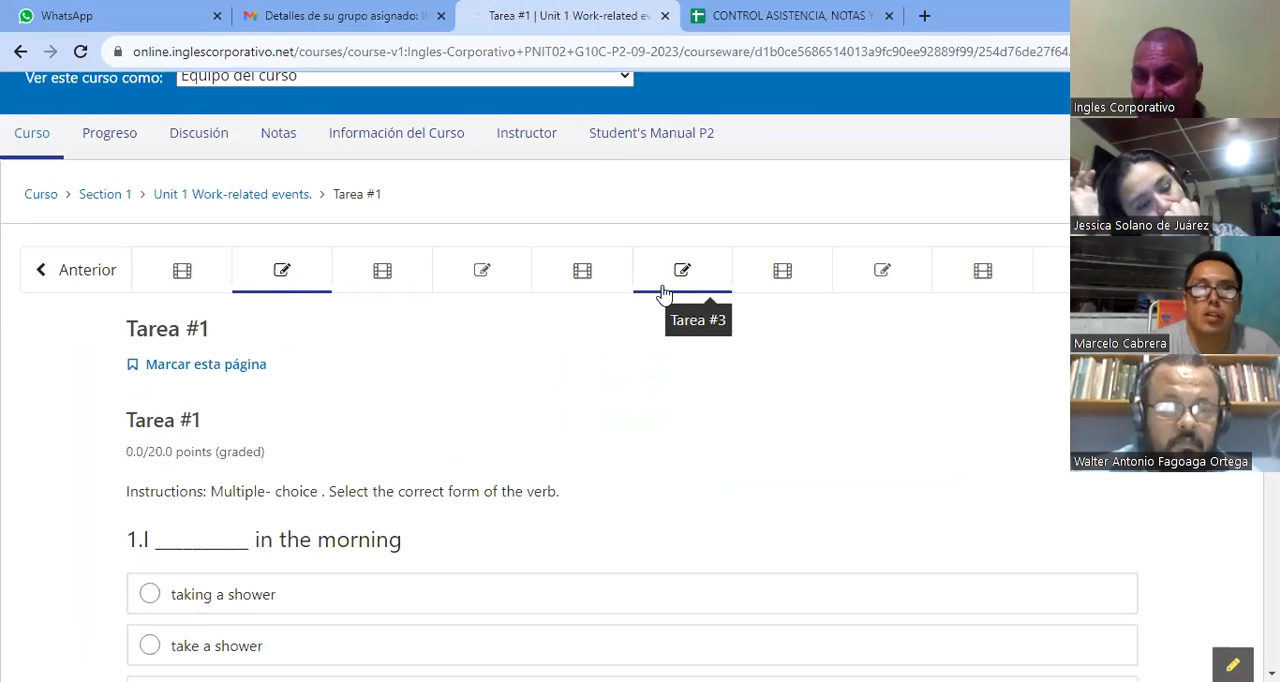 WhatsApp
Detalles de su grupo asignado: I
Tarea #1 | Unit 1 Work-related e
CONTROL ASISTENCIA, NOTAS Y
online.inglescorporativo.net/courses/course-v1:Ingles-Corporativo+PNIT02+G10C-P2-09-2023/courseware/d1b0ce5686514013a9fc90ee92889f99/254d76de27f64
Ver este curso como:
Equipo del curso
Curso
Progreso
Discusión
Notas
Información del Curso
Instructor
Student's Manual P2
Curso > Section 1 > Unit 1 Work-related events. > Tarea #1
Anterior
Tarea #3
Tarea #1
Marcar esta página
Tarea #1
0.0/20.0 points (graded)
Instructions: Multiple- choice . Select the correct form of the verb.
1.I _________ in the morning
taking a shower
take a shower
Ingles Corporativo
Jessica Solano de Juárez
Marcelo Cabrera
Walter Antonio Fagoaga Ortega